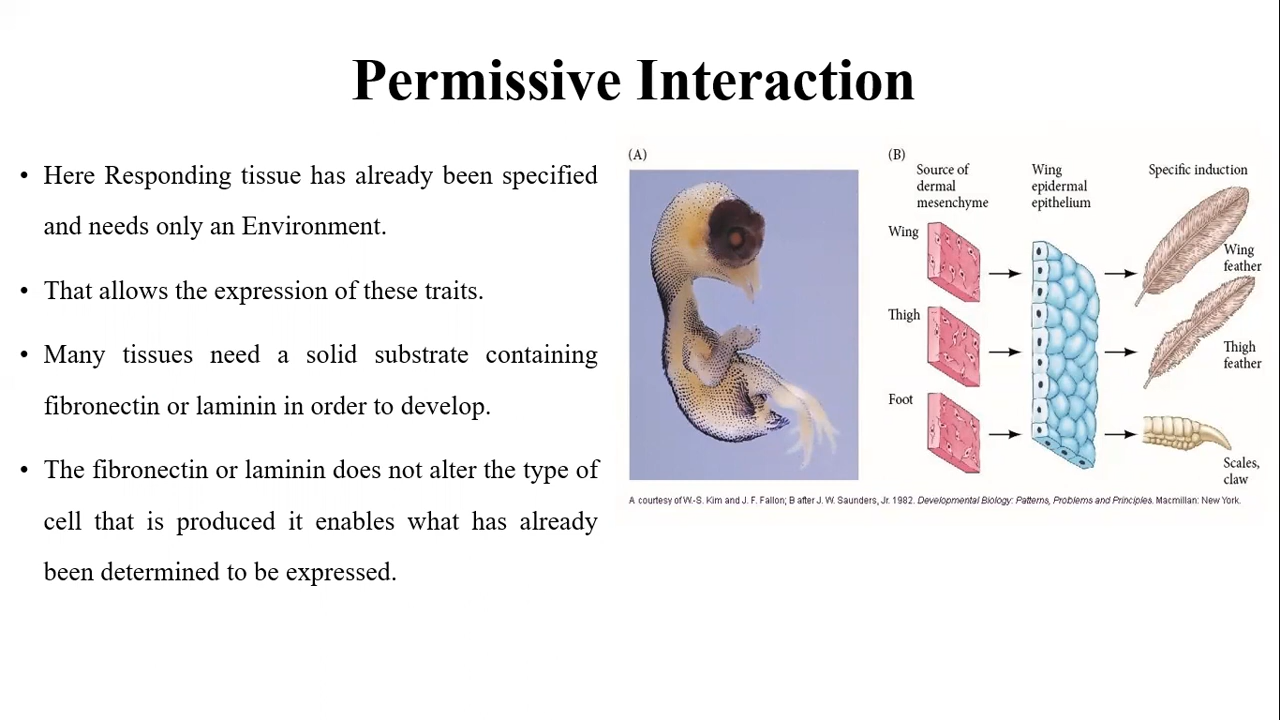 Permissive Interaction
• Here Responding tissue has already been specified
and needs only an Environment.
• That allows the expression of these traits.
• Many tissues need a solid substrate containing
fibronectin or laminin in order to develop.
• The fibronectin or laminin does not alter the type of
cell that is produced it enables what has already
been determined to be expressed.
(A)
(B)
Source of
dermal
mesenchyme
Wing
epidermal
epithelium
Specific induction
Wing
Wing
feather
Thigh
Thigh
feather
Foot
Scales,
claw
A courtesy of W.-S. Kim and J. F. Fallon; B after J. W. Saunders, Jr. 1982. Developmental Biology: Patterns, Problems and Principles. Macmillan: New York.